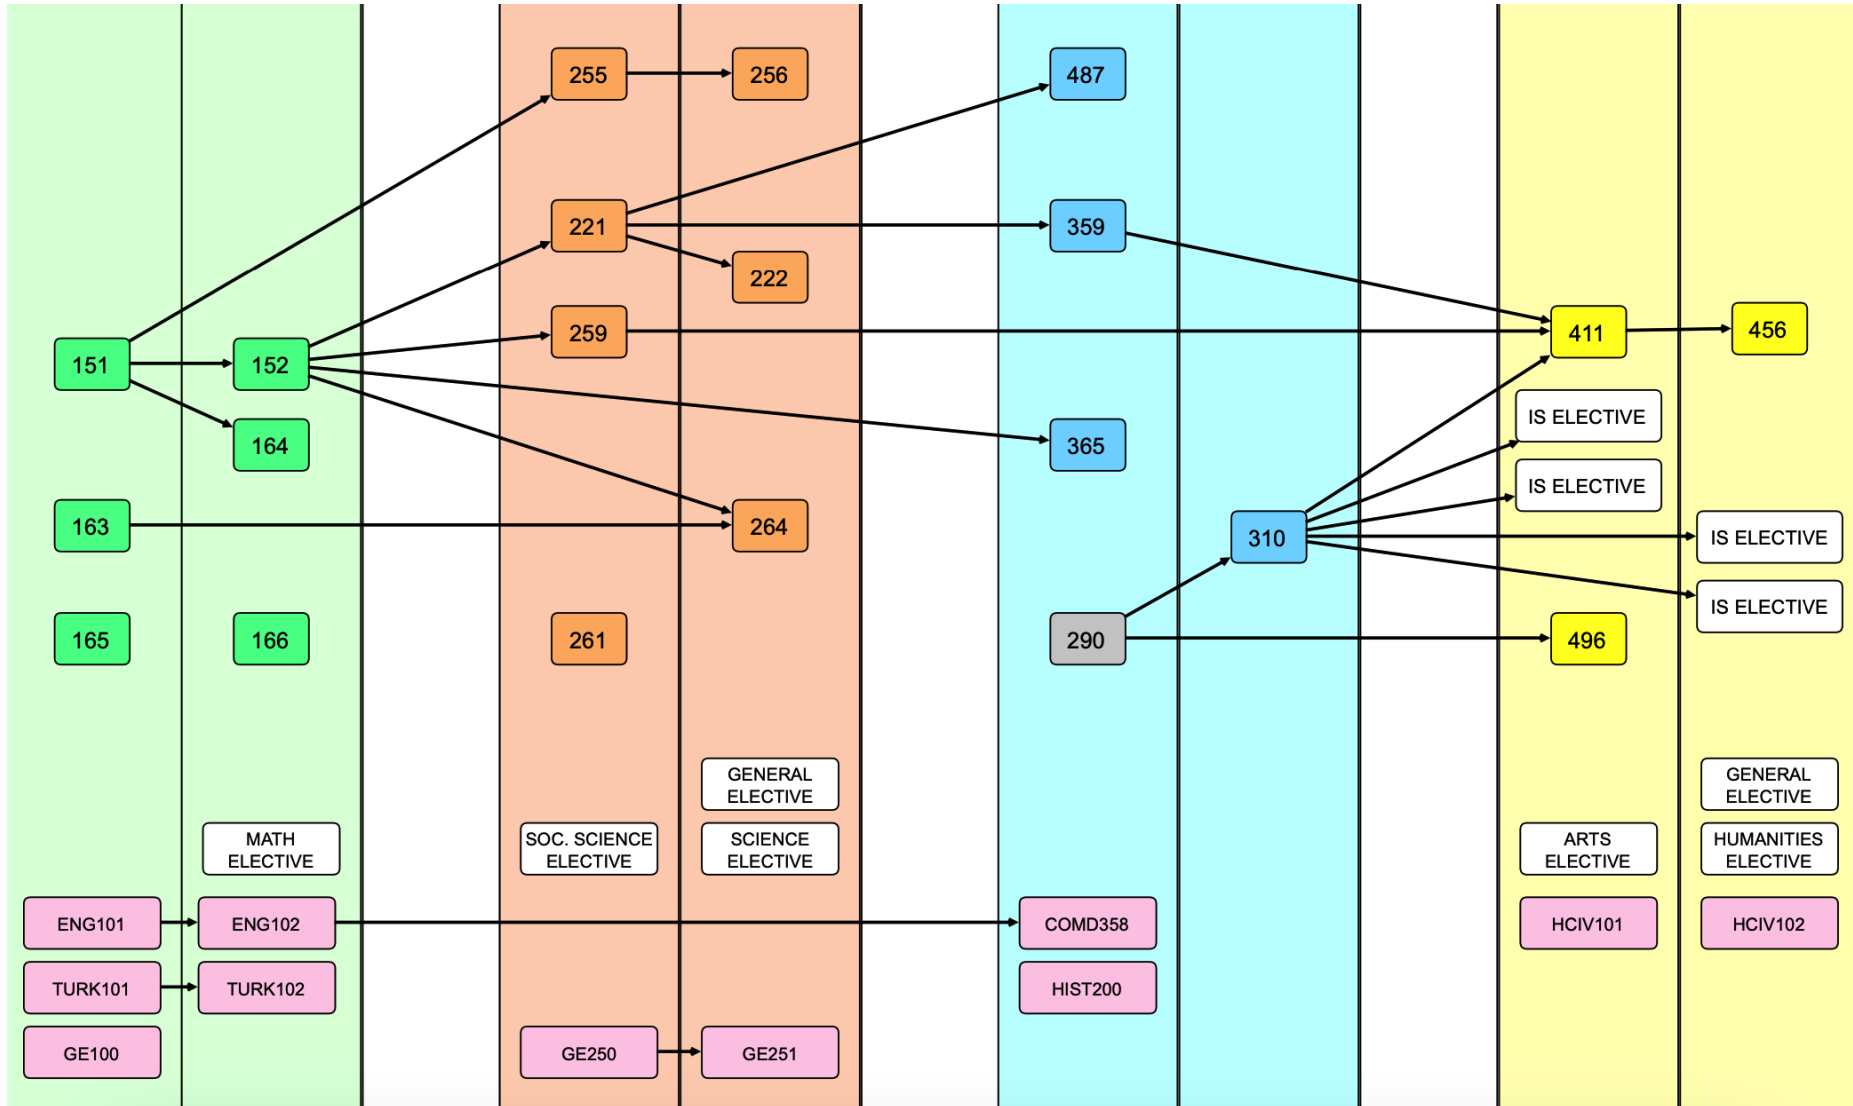 255
256
487
221
359
222
259
411
456
151
152
IS ELECTIVE
164
365
IS ELECTIVE
163
264
310
IS ELECTIVE
IS ELECTIVE
165
166
261
290
496
GENERAL
ELECTIVE
GENERAL
ELECTIVE
MATH
ELECTIVE
SOC. SCIENCE
ELECTIVE
SCIENCE
ELECTIVE
ARTS
ELECTIVE
HUMANITIES
ELECTIVE
ENG101
ENG102
COMD358
HCIV101
HCIV102
TURK101
TURK102
HIST200
GE100
GE250
GE251